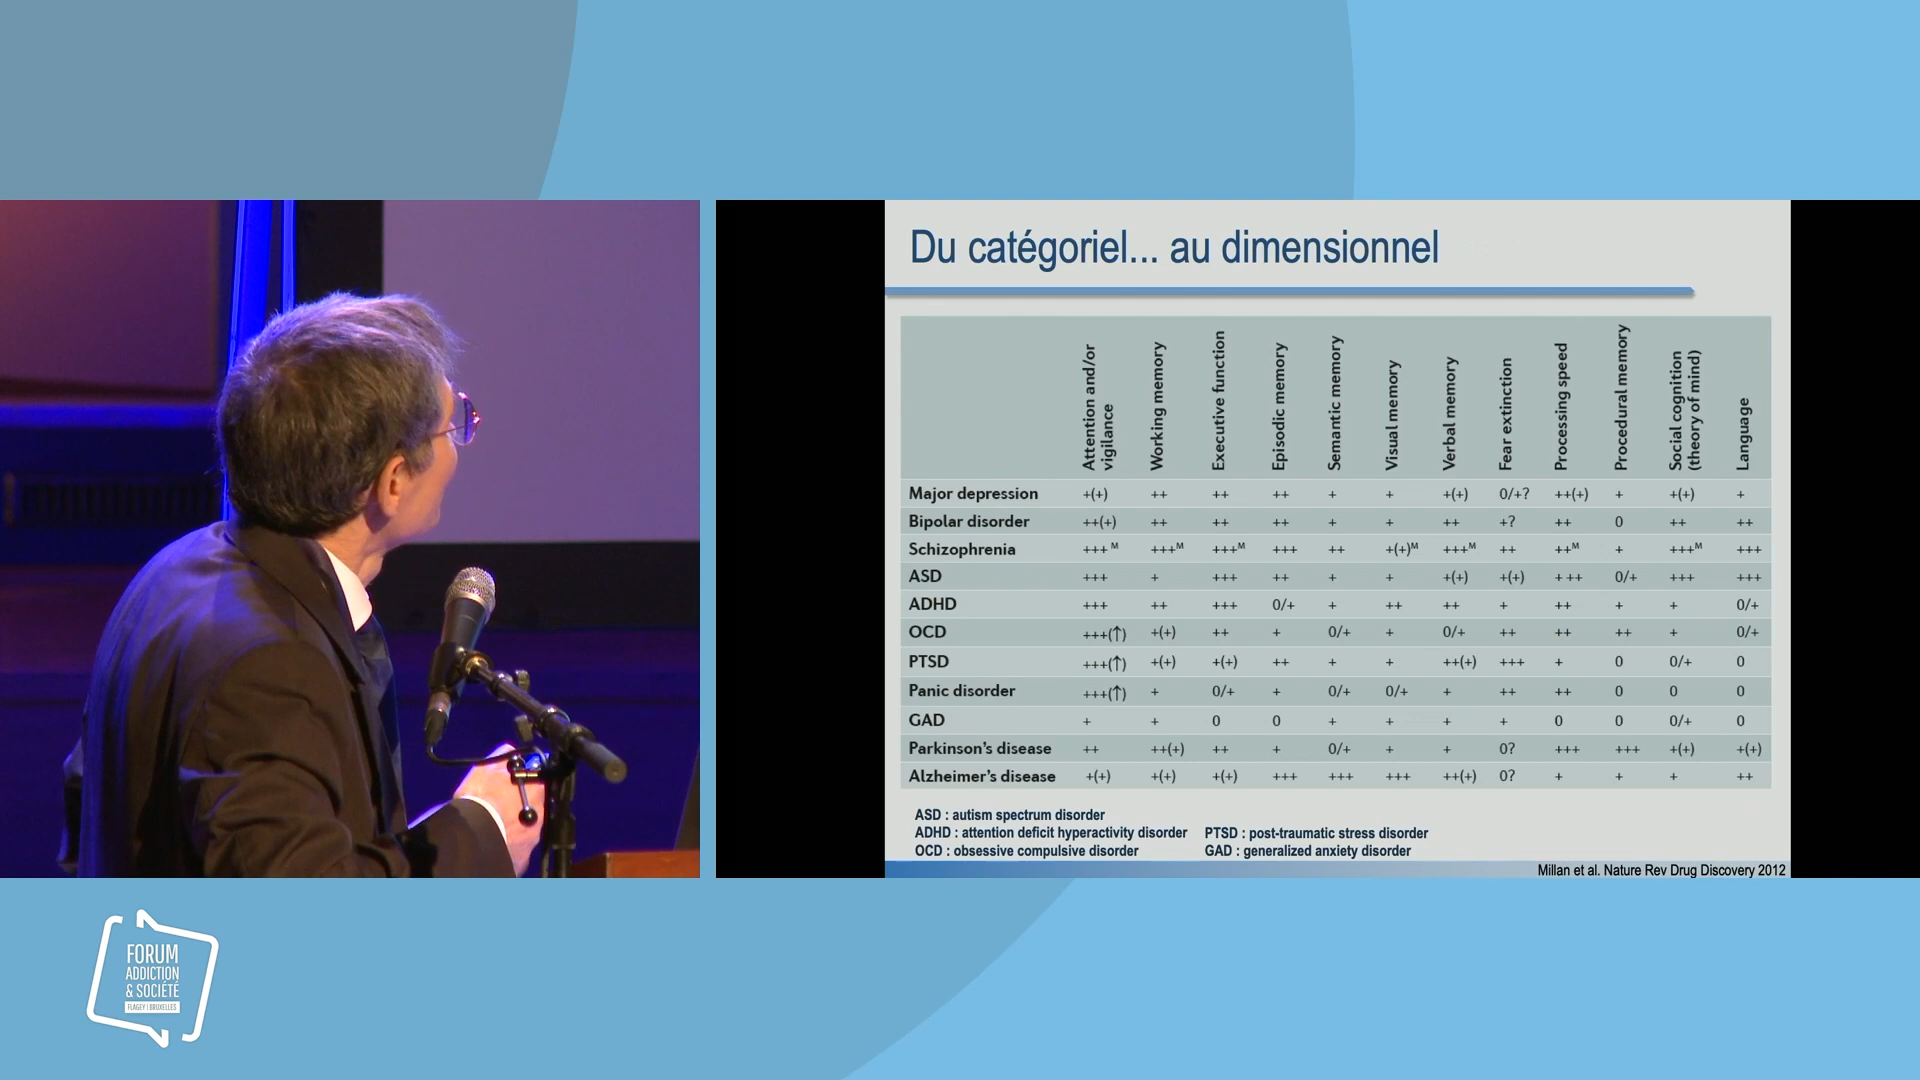 Du catégoriel... au dimensionnel
Attention and/or vigilance Working memory Executive function Episodic memory Semantic memory Visual memory Verbal memory Fear extinction Processing speed Procedural memory Social cognition (theory of mind) Language
Major depression +(+) ++ ++ ++ + + +(+) 0/+? ++(+) + +(+) +
Bipolar disorder ++(+) ++ ++ ++ + + ++ +? ++ 0 ++ ++
Schizophrenia +++ M +++M +++M +++ ++ +(+)M +++M ++ ++M + +++M +++
ASD +++ + +++ ++ + + +(+) +(+) + ++ 0/+ +++ +++
ADHD +++ ++ +++ 0/+ + ++ ++ + ++ + + 0/+
OCD +++(↑) +(+) ++ + 0/+ + 0/+ ++ ++ ++ + 0/+
PTSD +++(↑) +(+) +(+) ++ + + ++(+) +++ + 0 0/+ 0
Panic disorder +++(↑) + 0/+ + 0/+ 0/+ + ++ ++ 0 0 0
GAD + + 0 0 + + + + 0 0 0/+ 0
Parkinson's disease ++ ++(+) ++ + 0/+ + + 0? +++ +++ +(+) +(+)
Alzheimer's disease +(+) +(+) +(+) +++ +++ +++ ++(+) 0? + + + ++
ASD : autism spectrum disorder
ADHD : attention deficit hyperactivity disorder PTSD : post-traumatic stress disorder
OCD : obsessive compulsive disorder GAD : generalized anxiety disorder
Millan et al. Nature Rev Drug Discovery 2012
FORUM
ADDICTION
& SOCIÉTÉ
FLAGEY | BRUXELLES